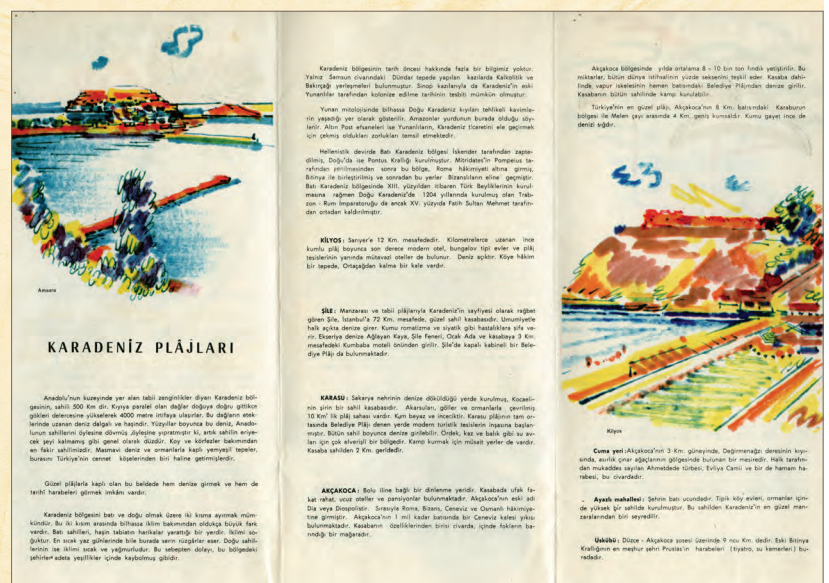 Amasra
KARADENİZ PLÂJLARI
Anadolu'nun kuzeyinde yer alan tabii zenginlikler diyarı Karadeniz böl-
gesinin, sahili 500 Km dir. Kıyıya paralel olan dağlar doğuya doğru gittikçe
gökleri delercesine yükselerek 4000 metre irtifaya ulaşırlar. Bu dağların etek-
lerinde uzanan deniz dalgalı ve haşindir. Yüzyıllar boyunca bu deniz, Anado-
lunun sahillerini öylesine dövmüş ,öylesine yıpratmıştır ki, artık sahilin eriye-
cek şeyi kalmamış gibi genel olarak düzdür. Koy ve körfezler bakımından
en fakir sahilimizdir. Masmavi deniz ve ormanlarla kaplı yemyeşil tepeler,
burasını Türkiye'nin cennet köşelerinden biri haline getimişlerdir.
Güzel plâjlarla kaplı olan bu beldede hem denize girmek ve hem de
tarihî harabeleri görmek imkânı vardır.
Karadeniz bölgesini batı ve doğu olmak üzere iki kısma ayırmak müm-
kündür. Bu iki kısım arasında bilhassa iklim bakımından oldukça büyük fark
vardır. Batı sahilleri, haşin tabiatın harikalar yarattığı bir yerdir. İklimi so-
ğuktur. En sıcak yaz günlerinde bile burada serin rüzgârlar eser. Doğu sahil-
lerinin ise iklimi sıcak ve yağmurludur. Bu sebepten dolayı, bu bölgedeki
şehirler adeta yeşillikler içinde kaybolmuş gibidir.
Karadeniz bölgesinin tarih öncesi hakkında fazla bir bilgimiz yoktur.
Yalnız Samsun civarındaki Dündar tepede yapılan kazılarda Kalkolitik ve
Bakırçağı yerleşmeleri bulunmuştur. Sinop kazılarıyla da Karadeniz'in eski
Yunanlılar tarafından kolonize edilme tarihinin tesbiti mümkün olmuştur.
Yunan mitolojisinde bilhassa Doğu Karadeniz kıyıları tehlikeli kavimle-
rin yaşadığı yer olarak gösterilir. Amazonlar yurdunun burada olduğu söy-
lenir. Altın Post efsaneleri ise Yunanlıların, Karadeniz ticaretini ele geçirmek
için çekmiş oldukları zorlukları temsil etmektedir.
Hellenistik devirde Batı Karadeniz bölgesi İskender tarafından zapte-
dilmiş, Doğu'da ise Pontus Krallığı kurulmuştur. Mitridates'in Pompeius ta-
rafından yenilmesinden sonra bu bölge, Roma hâkimiyeti altına girmiş,
Bitinya ile birleştirilmiş ve sonradan bu yerler Bizanslıların eline geçmiştir.
Batı Karadeniz bölgesinde XIII. yüzyıldan itibaren Türk Beyliklerinin kurul-
masına rağmen Doğu Karadeniz'de 1204 yıllarında kurulmuş olan Trab-
zon - Rum İmparatoruğu da ancak XV. yüzyıda Fatih Sultan Mehmet tarafın-
dan ortadan kaldırılmıştır.
KİLYOS : Sarıyer'e 12 Km. mesafededir. Kilometrelerce uzanan ince
kumlu plâj boyunca son derece modern otel, bungalov tipi evler ve plâj
tesislerinin yanında mütevazi oteller de bulunur. Deniz açıktır. Köye hâkim
bir tepede, Ortaçağdan kalma bir kale vardır.
ŞİLE : Manzarası ve tabii plâjlarıyla Karadeniz'in sayfiyesi olarak rağbet
gören Şile, İstanbul'a 72 Km. mesafede, güzel sahil kasabasıdır. Umumiyetle
halk açıkta denize girer. Kumu romatizma ve siyatik gibi hastalıklara şifa ve-
rir. Ekseriya denize Ağlayan Kaya, Şile Feneri, Ocak Ada ve kasabaya 3 Km.
mesafedeki Kumbaba moteli önünden girilir. Şile'de kapalı kabineli bir Bele-
diye Plâjı da bulunmaktadır.
KARASU : Sakarya nehrinin denize döküldüğü yerde kurulmuş, Kocaeli-
nin şirin bir sahil kasabasıdır. Akarsuları, göller ve ormanlarla çevrilmiş
10 Km' lik plâj sahası vardır. Kum beyaz ve inceciktir. Karasu plâjının tam or-
tasında Belediye Plâjı denen yerde modern turistik tesislerin inşasına başlan-
mıştır. Bütün sahil boyunca denize girilebilir. Ördek, kaz ve balık gibi su av-
ları için çok alverişli bir bölgedir. Kamp kurmak için müsait yerler de vardır.
Kasaba sahilden 2 Km. geridedir.
AKÇAKOCA : Bolu iline bağlı bir dinlenme yeridir. Kasabada ufak fa-
kat rahat, ucuz oteller ve pansiyonlar bulunmaktadır. Akçakoca'nın eski adı
Dia veya Diospolistir. Sırasıyla Roma, Bizans, Ceneviz ve Osmanlı hâkimiye-
tine girmiştir. Akçakoca'nın 1 mil kadar batısında bir Ceneviz kalesi yıkısı
bulunmaktadır. Kasabanın özelliklerinden birisi civarda, içinde fokların ba-
rındığı bir mağaradır.
Akçakoca bölgesinde yılda ortalama 8 - 10 bin ton fındık yetiştirilir. Bu
miktarlar, bütün dünya istihsalinin yüzde seksenini teşkil eder. Kasaba dahi-
linde vapur iskelesinin hemen batısındaki Belediye Plâjından denize girilir.
Kasabanın bütün sahilinde kamp kurulabilir.
Türkiye'nin en güzel plâjı, Akçakoca'nın 8 Km. batısındaki Karaburun
bölgesi ile Melen çayı arasında 4 Km. geniş kumsaldır. Kumu gayet ince de
denizi sığdır.
Kilyos
Cuma yeri :Akçakoca'nın 3 Km. güneyinde, Değirmenağzı deresinin kıyı-
sında, asırlık çınar ağaçlarının gölgesinde bulunan bir mesiredir. Halk tarafın-
dan mukaddes sayılan Ahmetdede türbesi, Evliya Camii ve bir de hamam ha-
rabesi, bu civardadır.
Ayazlı mahallesi : Şehrin batı ucundadır. Tipik köy evleri, ormanlar için-
de yüksek bir sahilde kurulmuştur. Bu sahilden Karadeniz'in en güzel man-
zaralarından biri seyredilir.
Üskübü : Düzce - Akçakoca şosesi üzerinde 9 ncu Km. dedir. Eski Bitinya
Krallığının en meşhur şehri Prusias'ın harabeleri (tiyatro, su kemerleri) bu-
radadır.